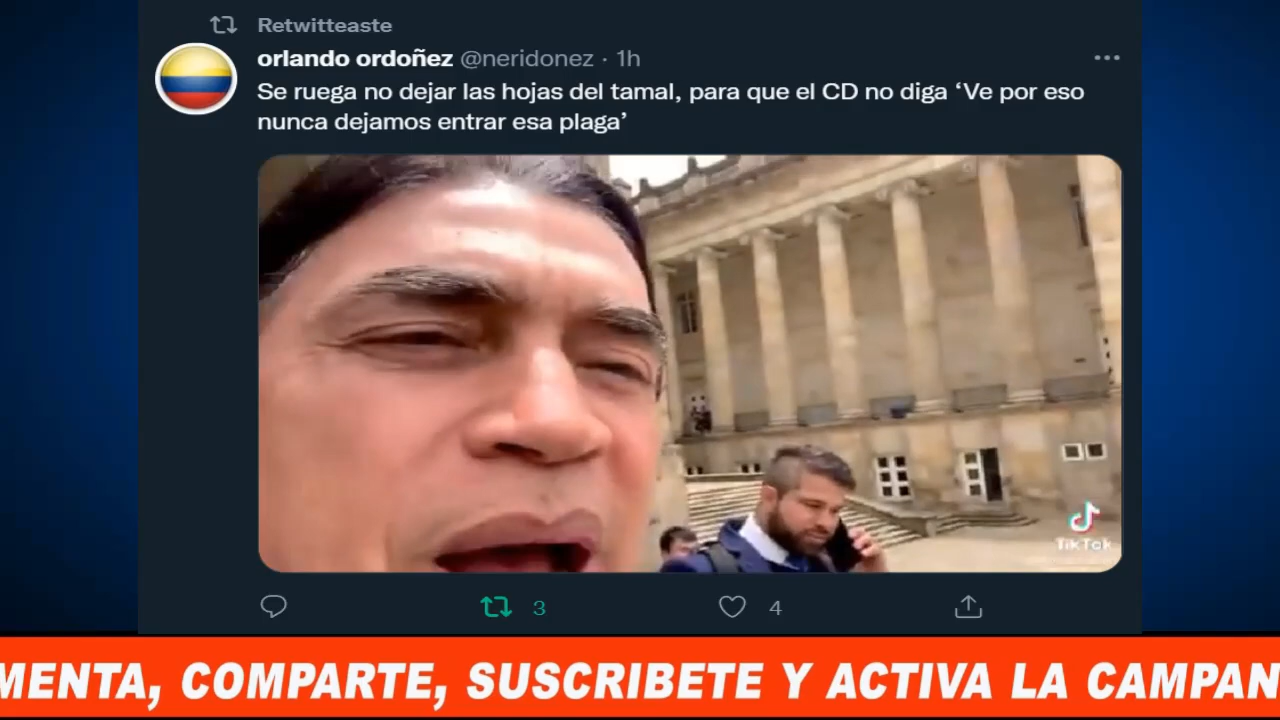 Retwitteaste
orlando ordoñez @neridonez · 1h
Se ruega no dejar las hojas del tamal, para que el CD no diga ‘Ve por eso
nunca dejamos entrar esa plaga’
TikTok
3
4
MENTA, COMPARTE, SUSCRIBETE Y ACTIVA LA CAMPAN